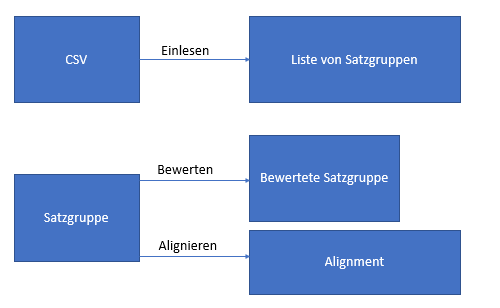 CSV
Einlesen
Liste von Satzgruppen
Satzgruppe
Bewerten
Bewertete Satzgruppe
Alignieren
Alignment